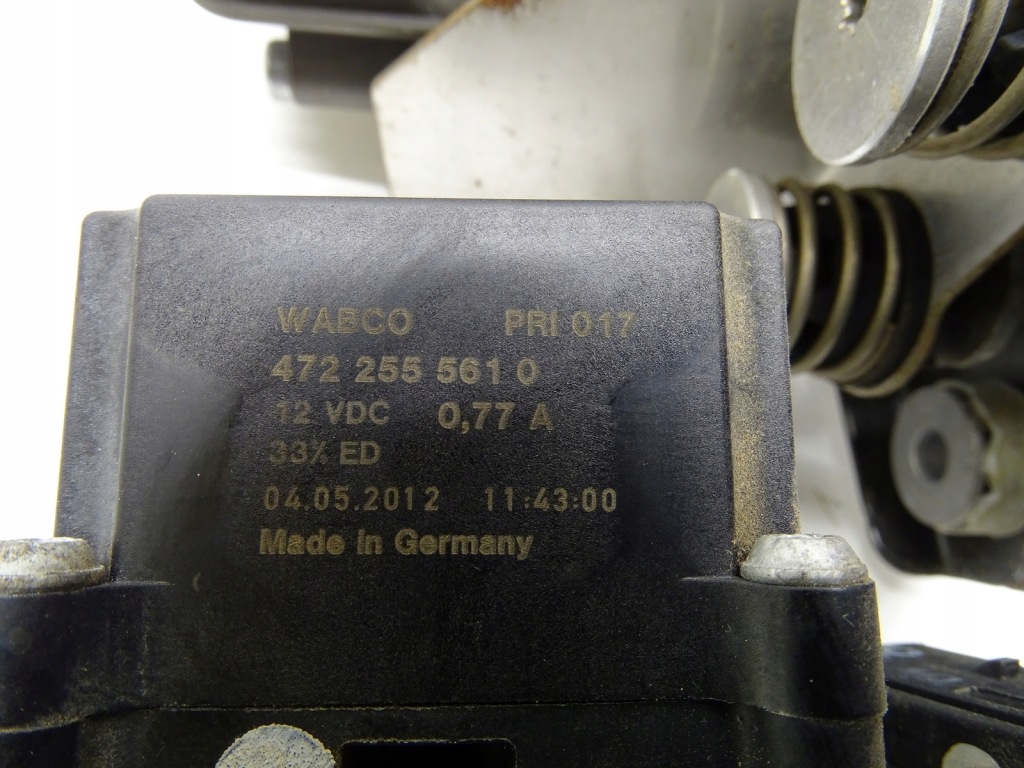 WABCO PRI 017
472 255 561 0
12 VDC 0,77 A
33% ED
04.05.2012 11:43:00
Made in Germany